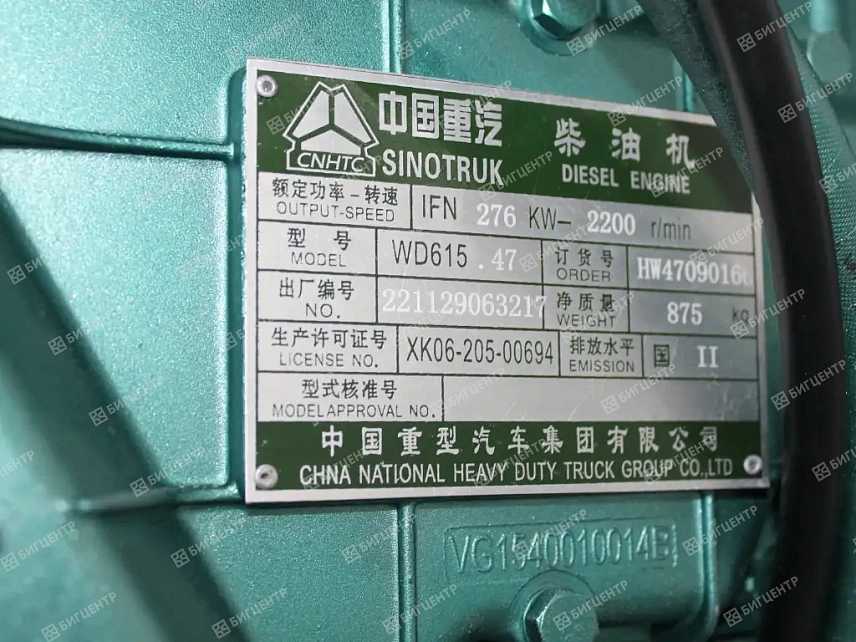 中国重汽 柴油机
CNHTC SINOTRUK DIESEL ENGINE
额定功率-转速 IFN 276 KW- 2200 r/min
OUTPUT-SPEED
型号 WD615.47 订货号 HW4709016
MODEL ORDER
出厂编号 221129063217 净质量 875 kg
NO. WEIGHT
生产许可证号 XK06-205-00694 排放水平 国 II
LICENSE NO. EMISSION
型式核准号
MODELAPPROVAL NO.
中国重型汽车集团有限公司
CHNA NATIONAL HEAVY DUTY TRUCK GROUP CO.,LTD
VG1540010014B
БИГЦЕНТР